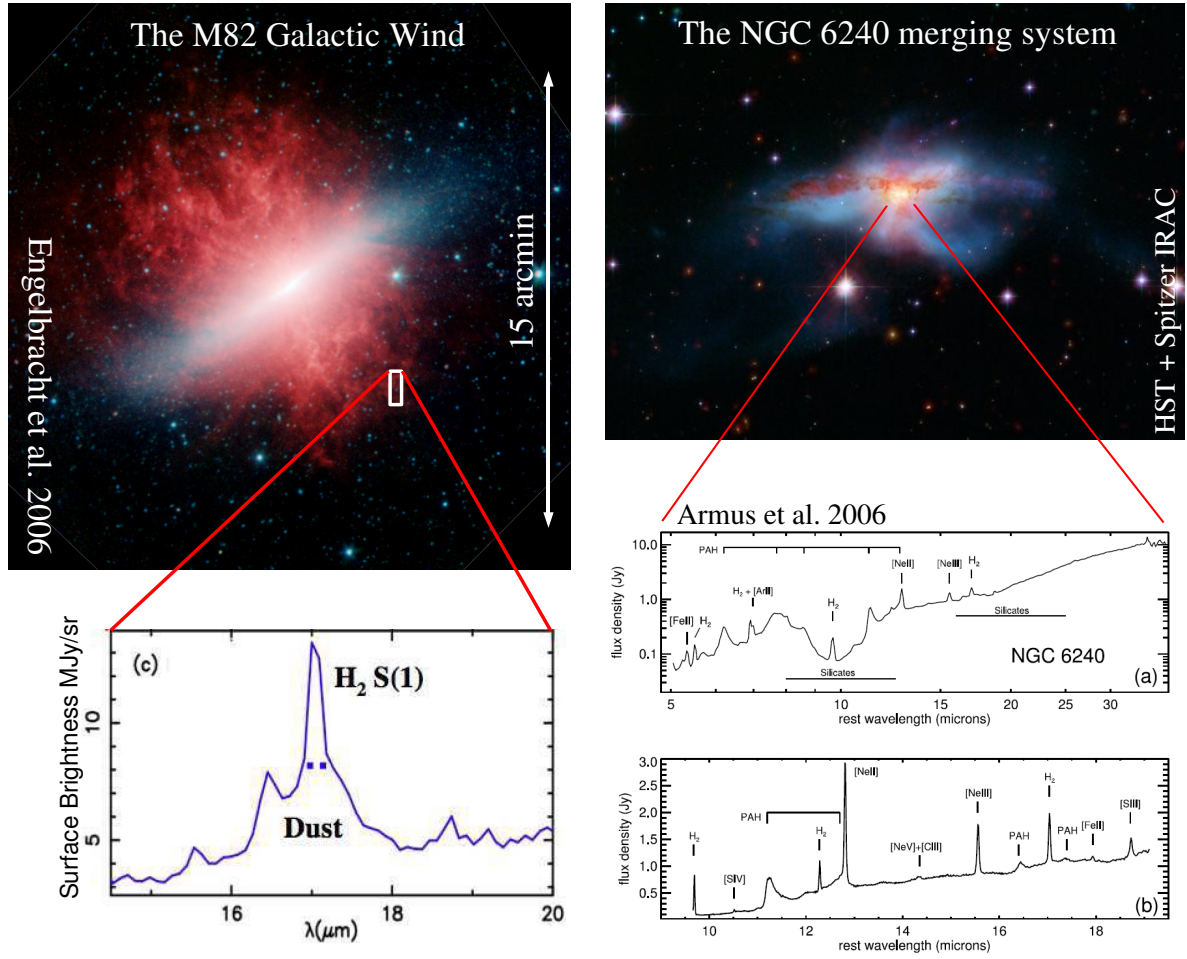 The M82 Galactic Wind
15 arcmin
Engelbracht et al. 2006
The NGC 6240 merging system
HST + Spitzer IRAC
(c)
H2 S(1)
Dust
Surface Brightness MJy/sr
10
5
16
18
20
λ(μm)
Armus et al. 2006
PAH
[NeII]
[NeIII]
H2
H2 + [ArII]
H2
[FeII]
H2
Silicates
Silicates
NGC 6240
(a)
flux density (Jy)
10.0
1.0
0.1
5
10
15
20
25
30
rest wavelength (microns)
[NeII]
[NeIII]
H2
[SIII]
PAH
H2
H2
[SIV]
[NeV]+[ClII]
PAH
PAH
[FeII]
(b)
flux density (Jy)
3.0
2.5
2.0
1.5
1.0
0.5
10
12
14
16
18
rest wavelength (microns)